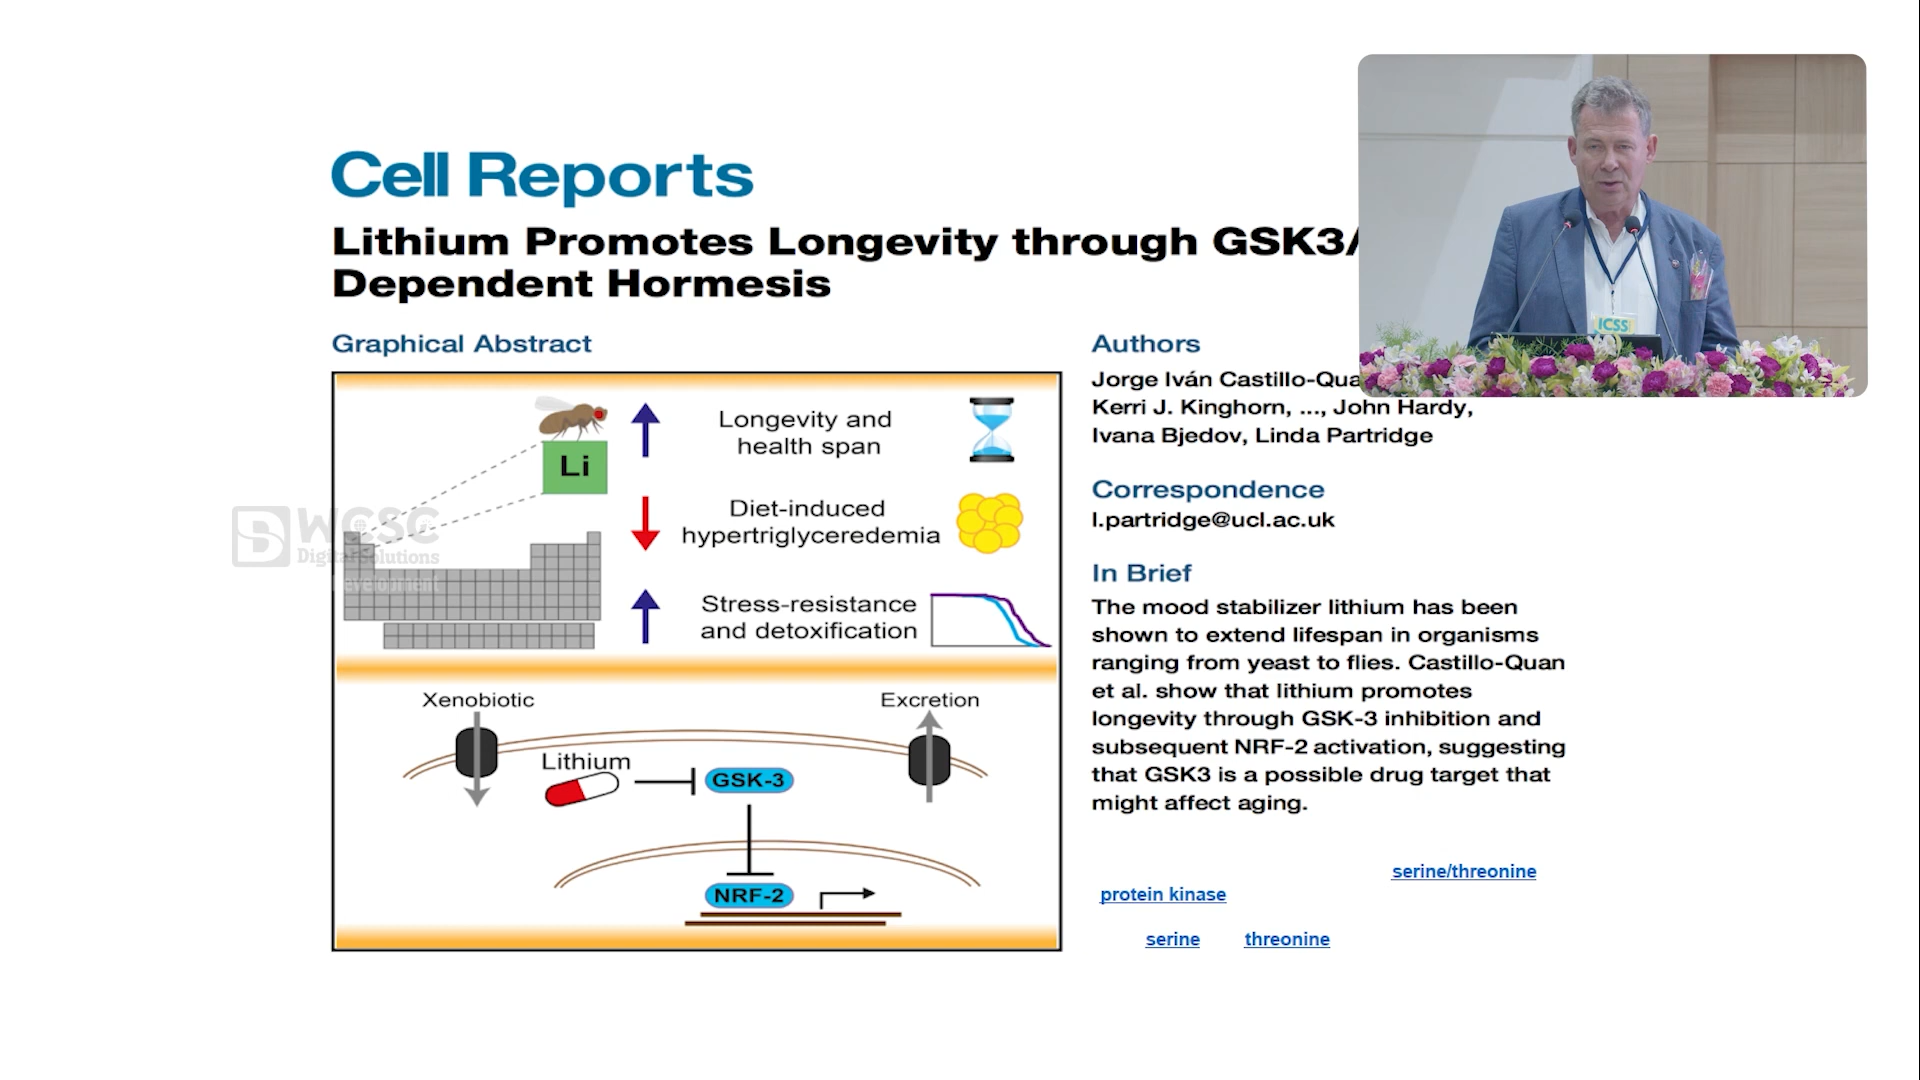 Cell Reports
Lithium Promotes Longevity through GSK3/
Dependent Hormesis
Graphical Abstract
Li
Longevity and
health span
Diet-induced
hypertriglyceredemia
Stress-resistance
and detoxification
Xenobiotic
Excretion
Lithium
GSK-3
NRF-2
Authors
Jorge Iván Castillo-Qua
Kerri J. Kinghorn, ..., John Hardy,
Ivana Bjedov, Linda Partridge
Correspondence
l.partridge@ucl.ac.uk
In Brief
The mood stabilizer lithium has been
shown to extend lifespan in organisms
ranging from yeast to flies. Castillo-Quan
et al. show that lithium promotes
longevity through GSK-3 inhibition and
subsequent NRF-2 activation, suggesting
that GSK3 is a possible drug target that
might affect aging.
serine/threonine
protein kinase
serine threonine
ICSS
WCSC
Digital Solutions
Development